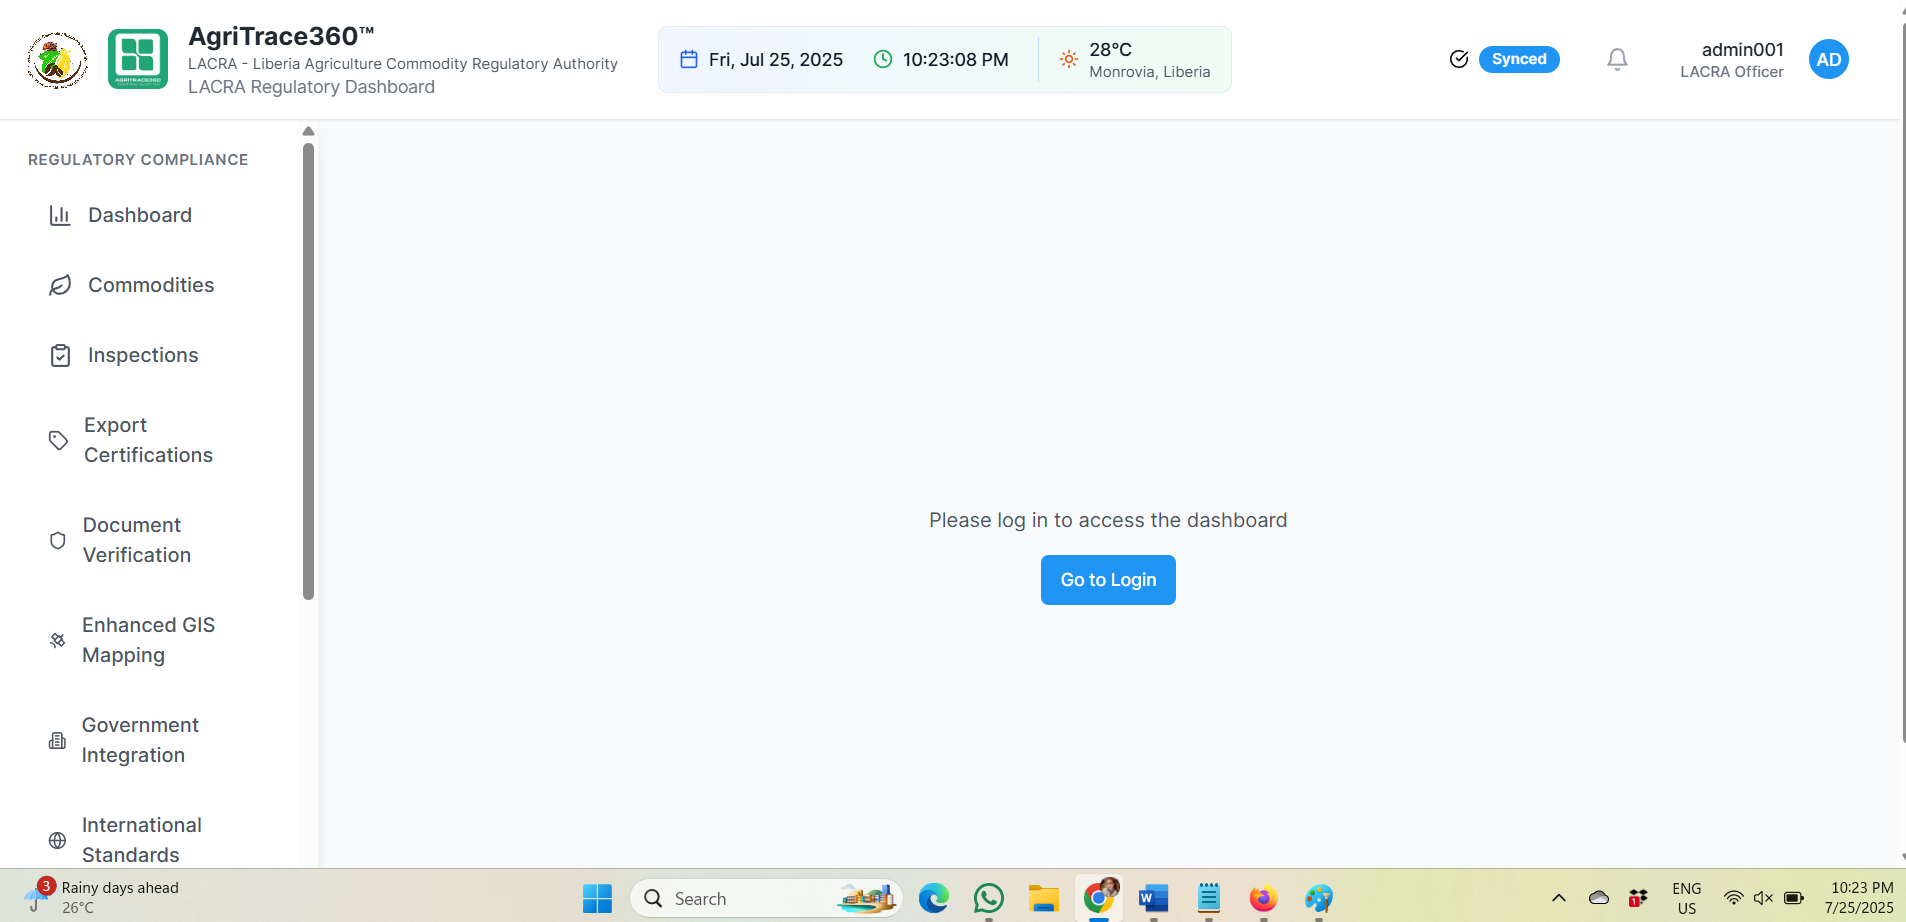 AgriTrace360™
LACRA - Liberia Agriculture Commodity Regulatory Authority
LACRA Regulatory Dashboard
AGRITRACE360
Fri, Jul 25, 2025
10:23:08 PM
28°C
Monrovia, Liberia
Synced
admin001
LACRA Officer
AD
REGULATORY COMPLIANCE
Dashboard
Commodities
Inspections
Export
Certifications
Document
Verification
Enhanced GIS
Mapping
Government
Integration
International
Standards
Please log in to access the dashboard
Go to Login
3
Rainy days ahead
26°C
Search
W
1
ENG
US
10:23 PM
7/25/2025